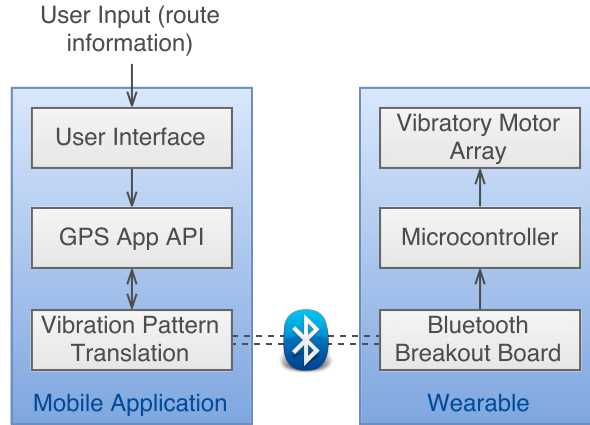 User Input (route
information)
User Interface
GPS App API
Vibration Pattern
Translation
Mobile Application
Vibratory Motor
Array
Microcontroller
Bluetooth
Breakout Board
Wearable